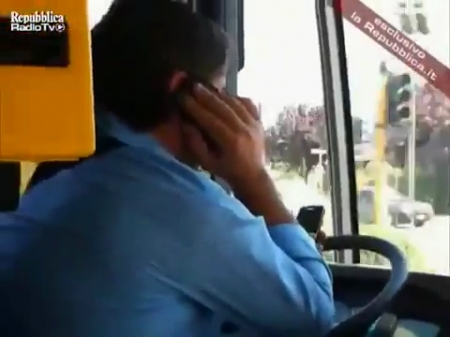 Repubblica
RadioTv
esclusivo
la Repubblica.it